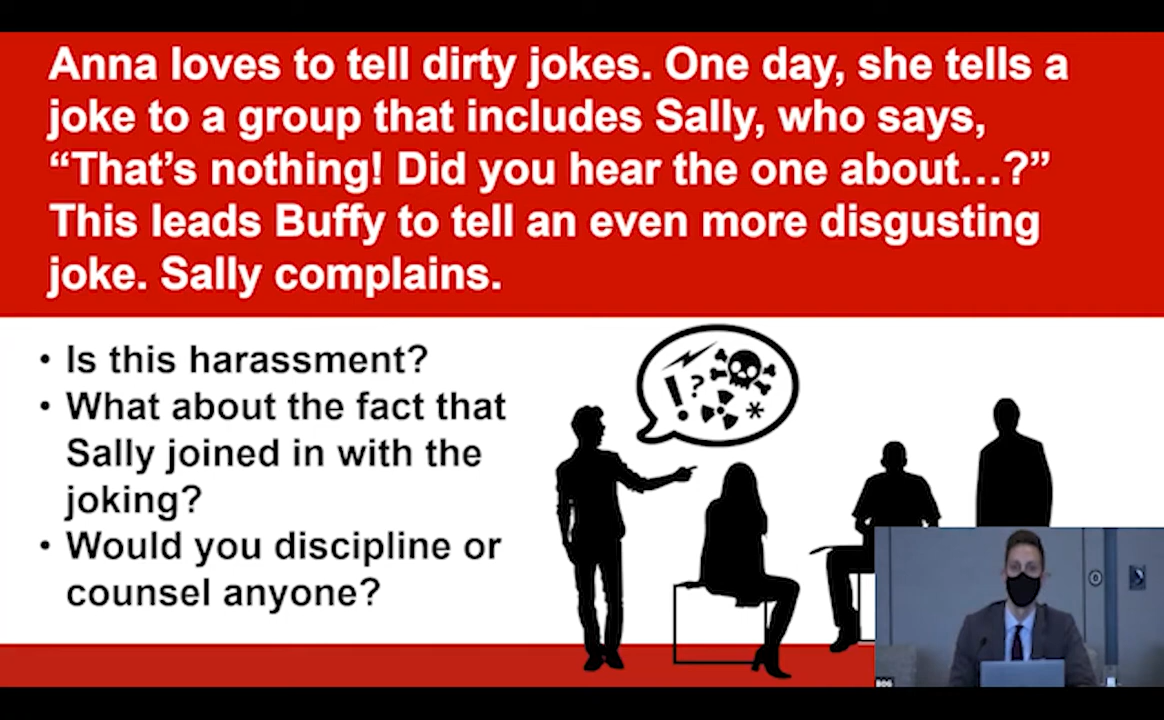 Anna loves to tell dirty jokes. One day, she tells a
joke to a group that includes Sally, who says,
“That’s nothing! Did you hear the one about…?”
This leads Buffy to tell an even more disgusting
joke. Sally complains.
• Is this harassment?
• What about the fact that
Sally joined in with the
joking?
• Would you discipline or
counsel anyone?
! ? *